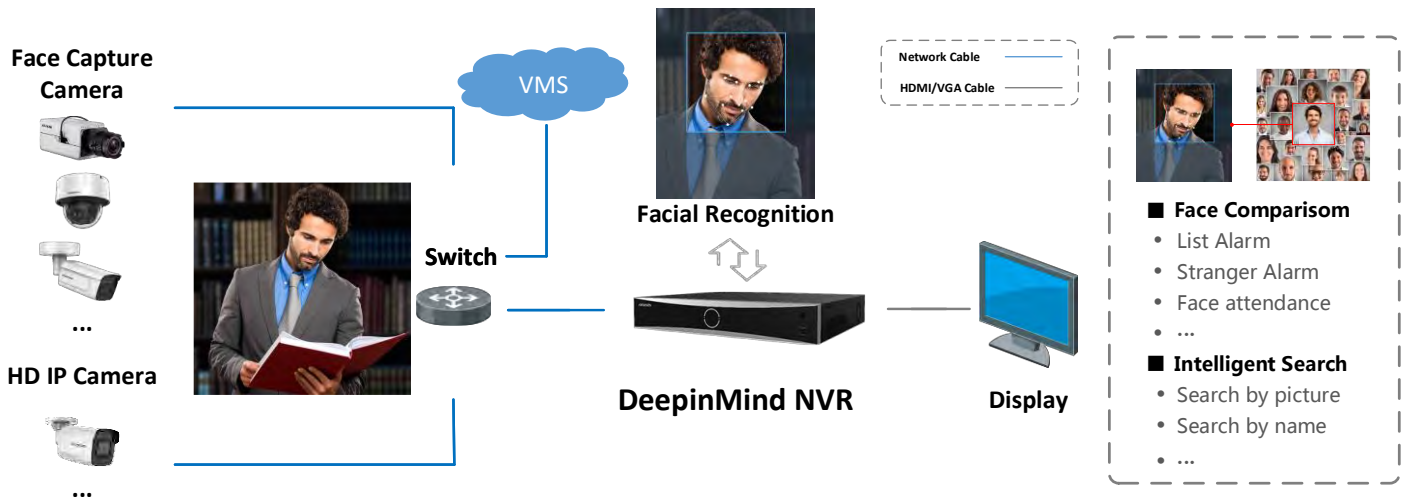 Face Capture
Camera
...
HD IP Camera
...
VMS
Switch
Facial Recognition
DeepinMind NVR
Display
Network Cable
HDMI/VGA Cable
■ Face Comparisom
• List Alarm
• Stranger Alarm
• Face attendance
• ...
■ Intelligent Search
• Search by picture
• Search by name
• ...